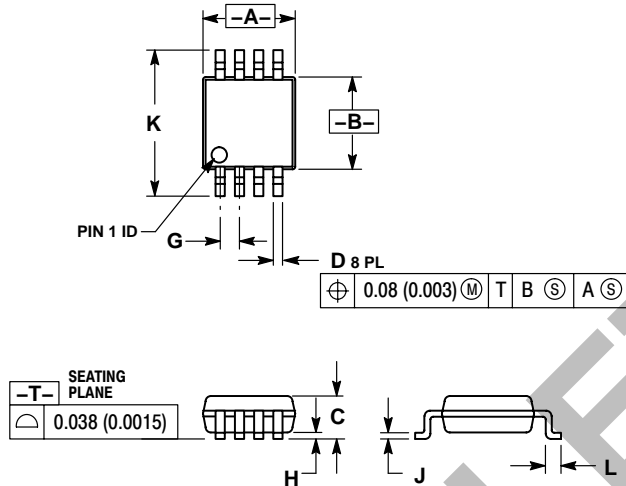 –A–
K
–B–
PIN 1 ID
G
D 8 PL
⌖ 0.08 (0.003) Ⓜ T B Ⓢ A Ⓢ
–T– SEATING
PLANE
⌓ 0.038 (0.0015)
C
H
J
L